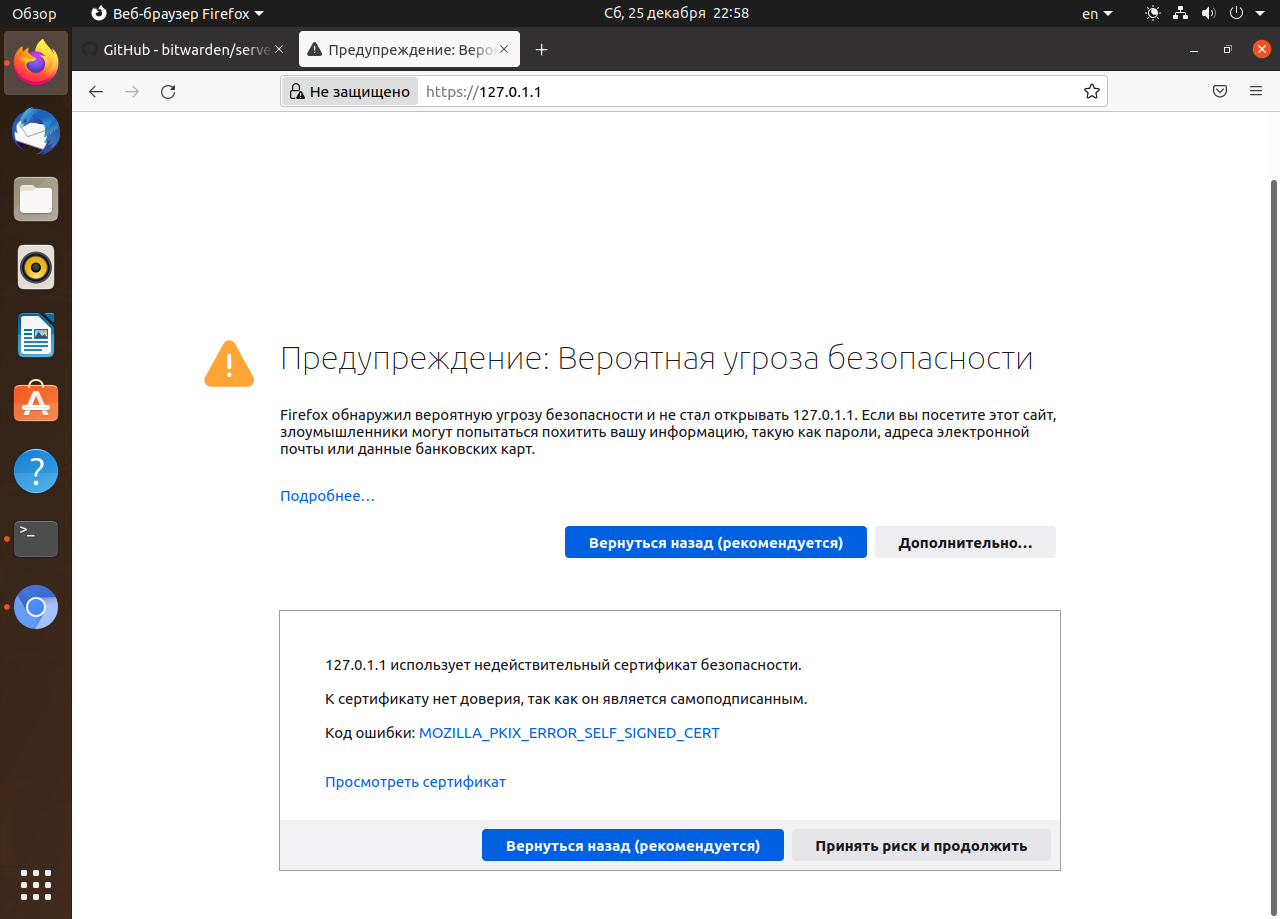 Обзор
Веб-браузер Firefox
Сб, 25 декабря 22:58
en
GitHub - bitwarden/serve
Предупреждение: Веро
Не защищено
https://127.0.1.1
Предупреждение: Вероятная угроза безопасности
Firefox обнаружил вероятную угрозу безопасности и не стал открывать 127.0.1.1. Если вы посетите этот сайт,
злоумышленники могут попытаться похитить вашу информацию, такую как пароли, адреса электронной
почты или данные банковских карт.
Подробнее…
Вернуться назад (рекомендуется)
Дополнительно…
127.0.1.1 использует недействительный сертификат безопасности.
К сертификату нет доверия, так как он является самоподписанным.
Код ошибки: MOZILLA_PKIX_ERROR_SELF_SIGNED_CERT
Просмотреть сертификат
Вернуться назад (рекомендуется)
Принять риск и продолжить